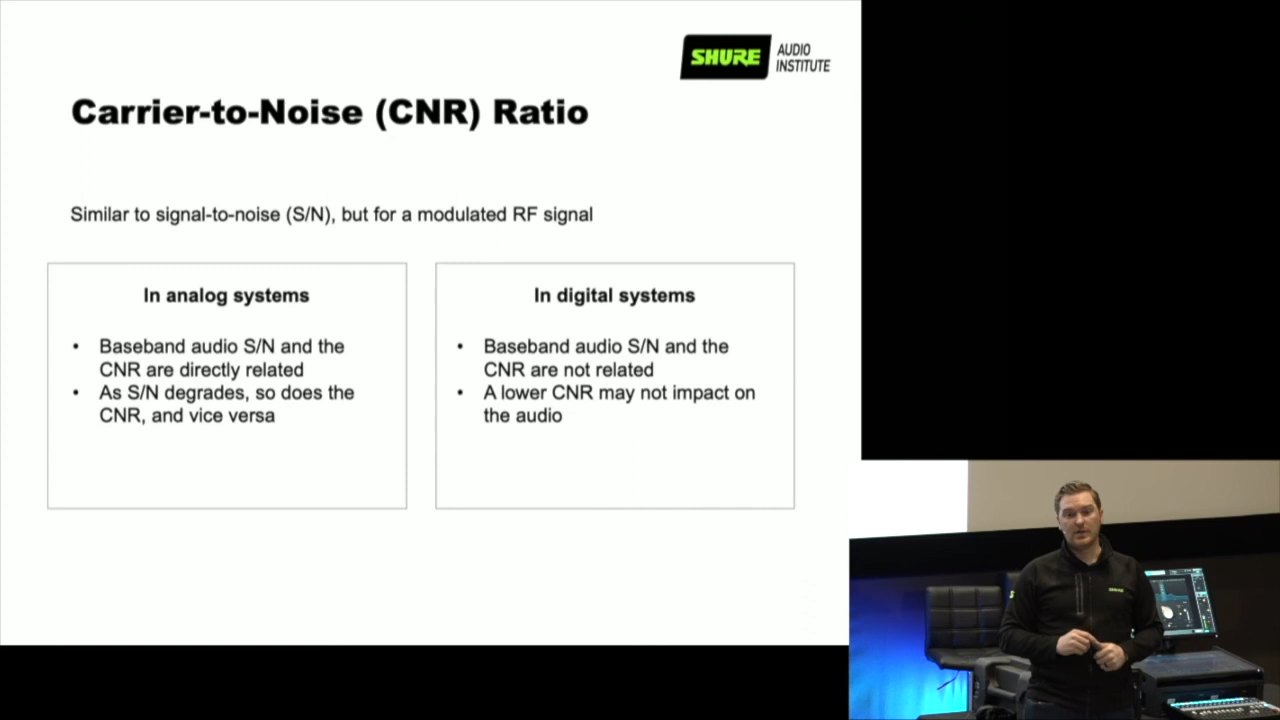 SHURE AUDIO INSTITUTE
Carrier-to-Noise (CNR) Ratio
Similar to signal-to-noise (S/N), but for a modulated RF signal
In analog systems
• Baseband audio S/N and the
CNR are directly related
• As S/N degrades, so does the
CNR, and vice versa
In digital systems
• Baseband audio S/N and the
CNR are not related
• A lower CNR may not impact on
the audio
SHURE